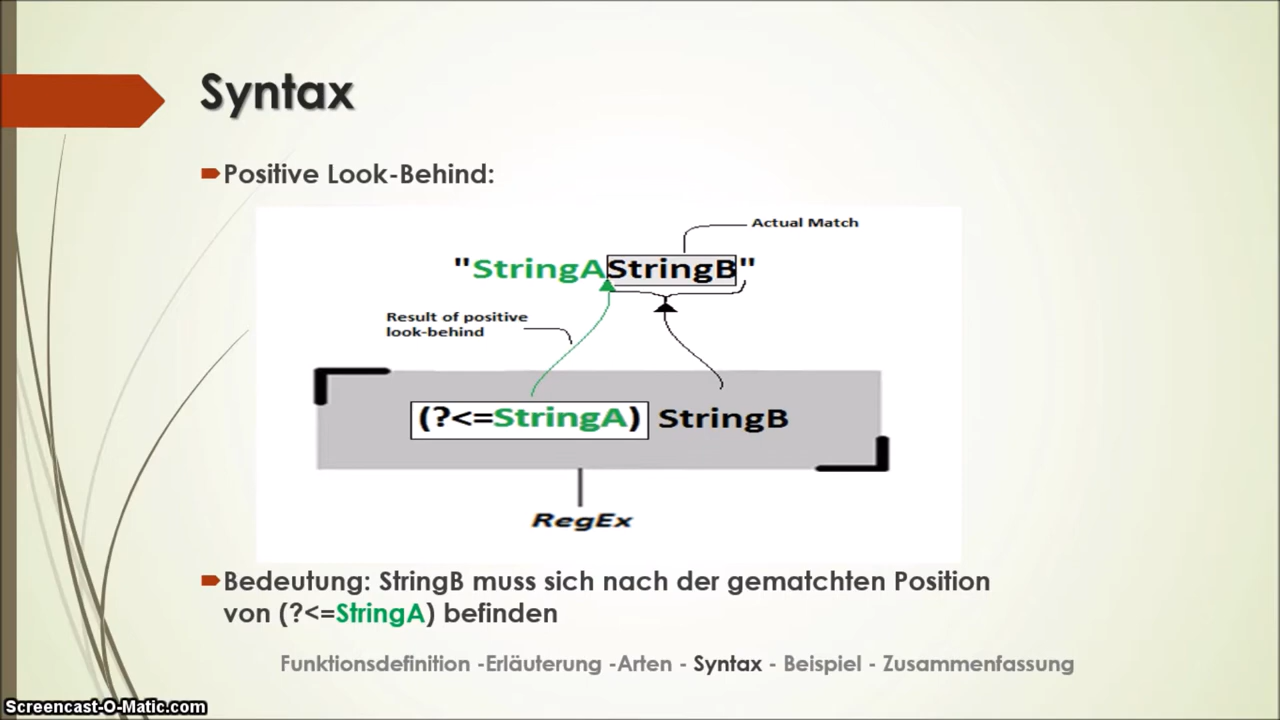 Syntax
Positive Look-Behind:
Actual Match
"StringAStringB"
Result of positive
look-behind
(?<=StringA) StringB
RegEx
Bedeutung: StringB muss sich nach der gematchten Position
von (?<=StringA) befinden
Funktionsdefinition -Erläuterung -Arten - Syntax - Beispiel - Zusammenfassung
Screencast-O-Matic.com